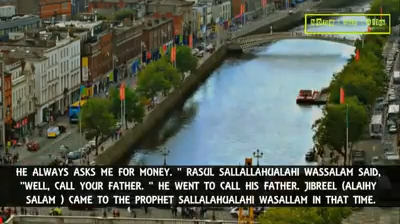 HE ALWAYS ASKS ME FOR MONEY. " RASUL SALLALLAHUALAHI WASSALAM SAID,
"WELL, CALL YOUR FATHER. " HE WENT TO CALL HIS FATHER. JIBREEL (ALAIHY
SALAM ) CAME TO THE PROPHET SALLALAHUALAHI WASALLAM IN THAT TIME.